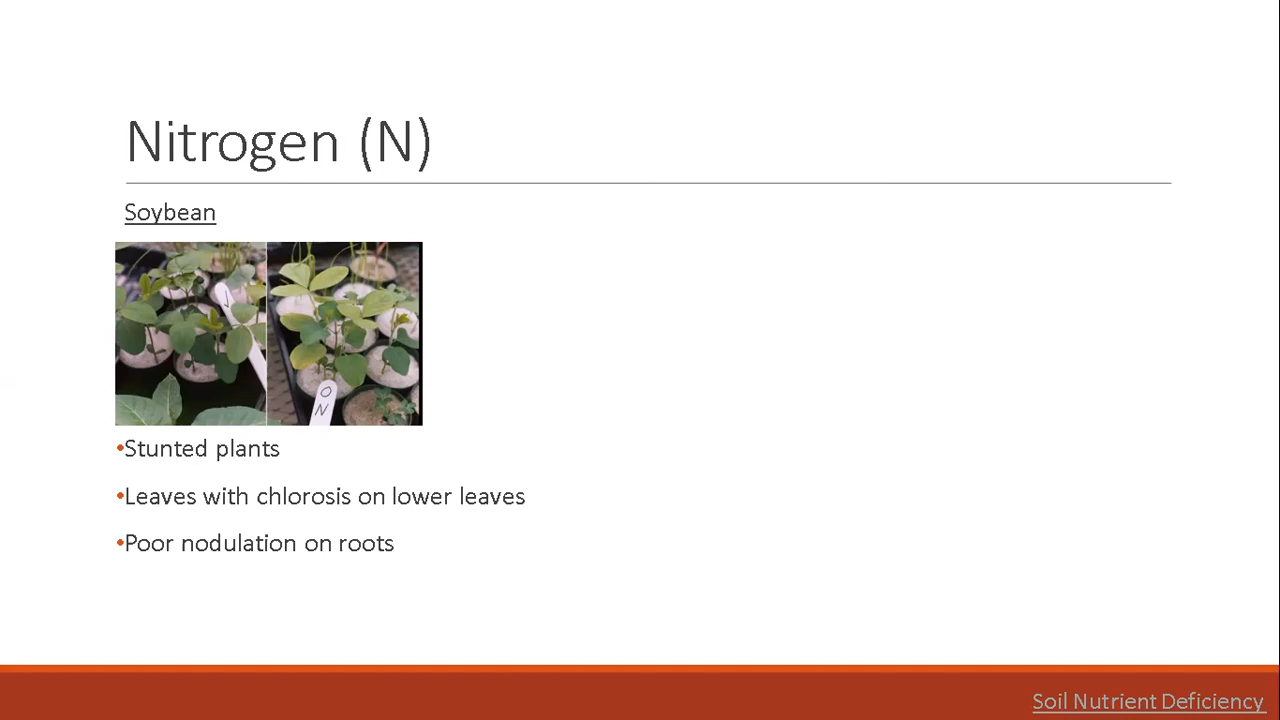 Nitrogen (N)
Soybean
O
N
•Stunted plants
•Leaves with chlorosis on lower leaves
•Poor nodulation on roots
Soil Nutrient Deficiency